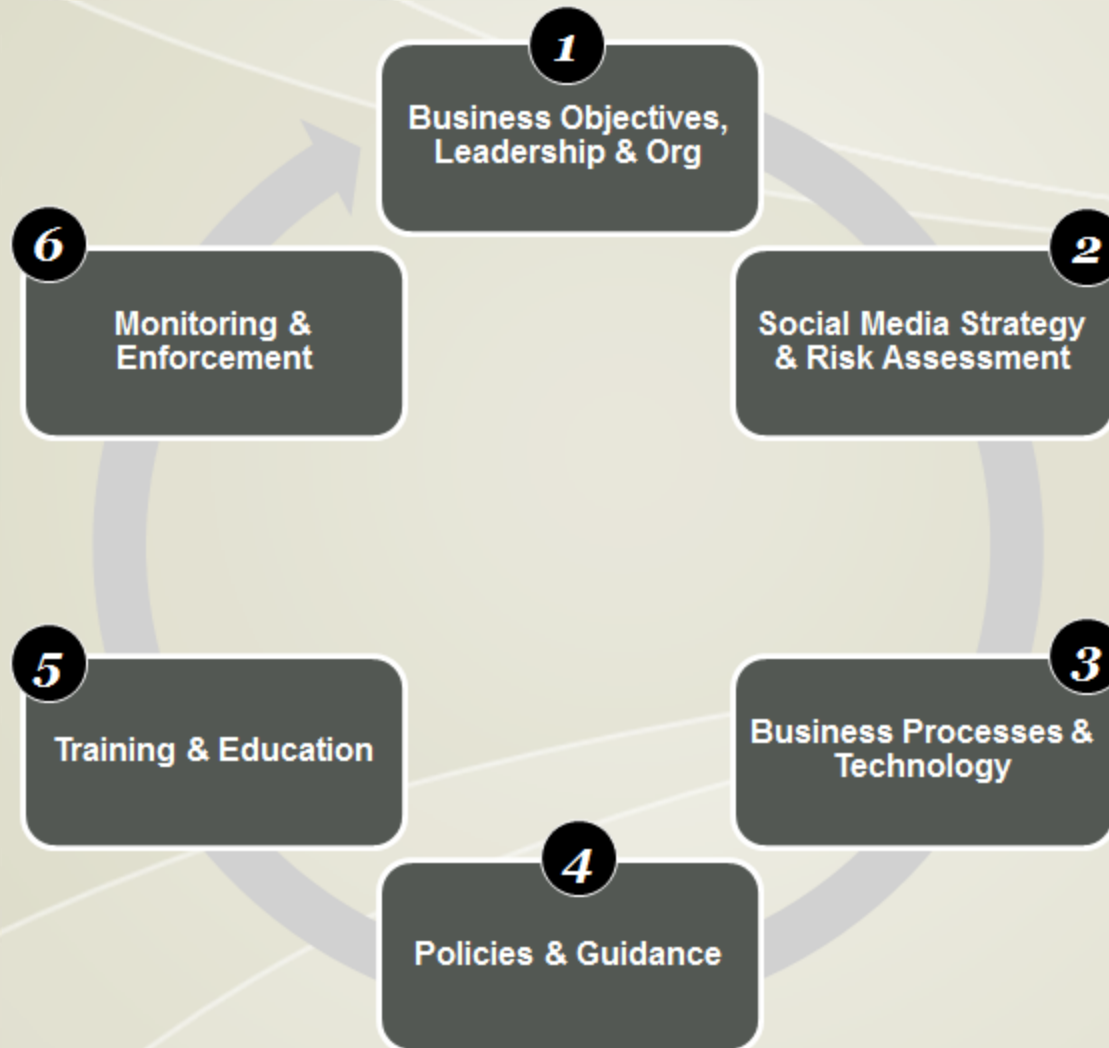 1
Business Objectives,
Leadership & Org
2
Social Media Strategy
& Risk Assessment
3
Business Processes &
Technology
4
Policies & Guidance
5
Training & Education
6
Monitoring &
Enforcement